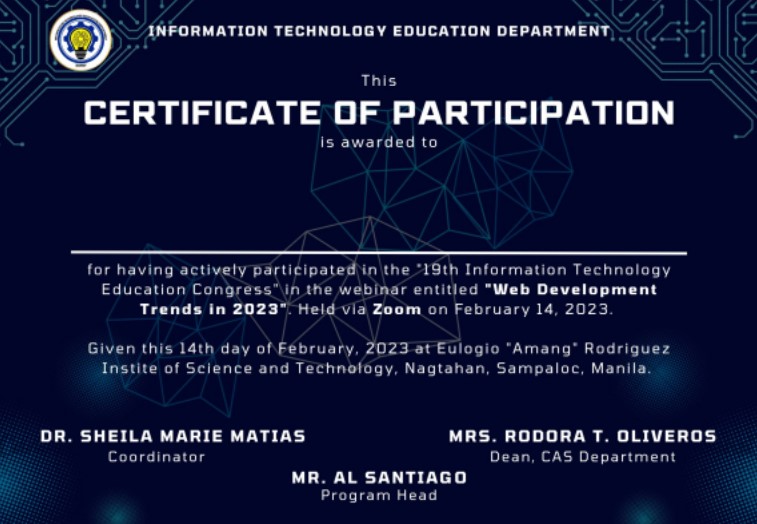 INFORMATION TECHNOLOGY EDUCATION DEPARTMENT
This
CERTIFICATE OF PARTICIPATION
is awarded to
for having actively participated in the "19th Information Technology
Education Congress" in the webinar entitled "Web Development
Trends in 2023". Held via Zoom on February 14, 2023.
Given this 14th day of February, 2023 at Eulogio "Amang" Rodriguez
Instite of Science and Technology, Nagtahan, Sampaloc, Manila.
DR. SHEILA MARIE MATIAS
Coordinator
MRS. RODORA T. OLIVEROS
Dean, CAS Department
MR. AL SANTIAGO
Program Head